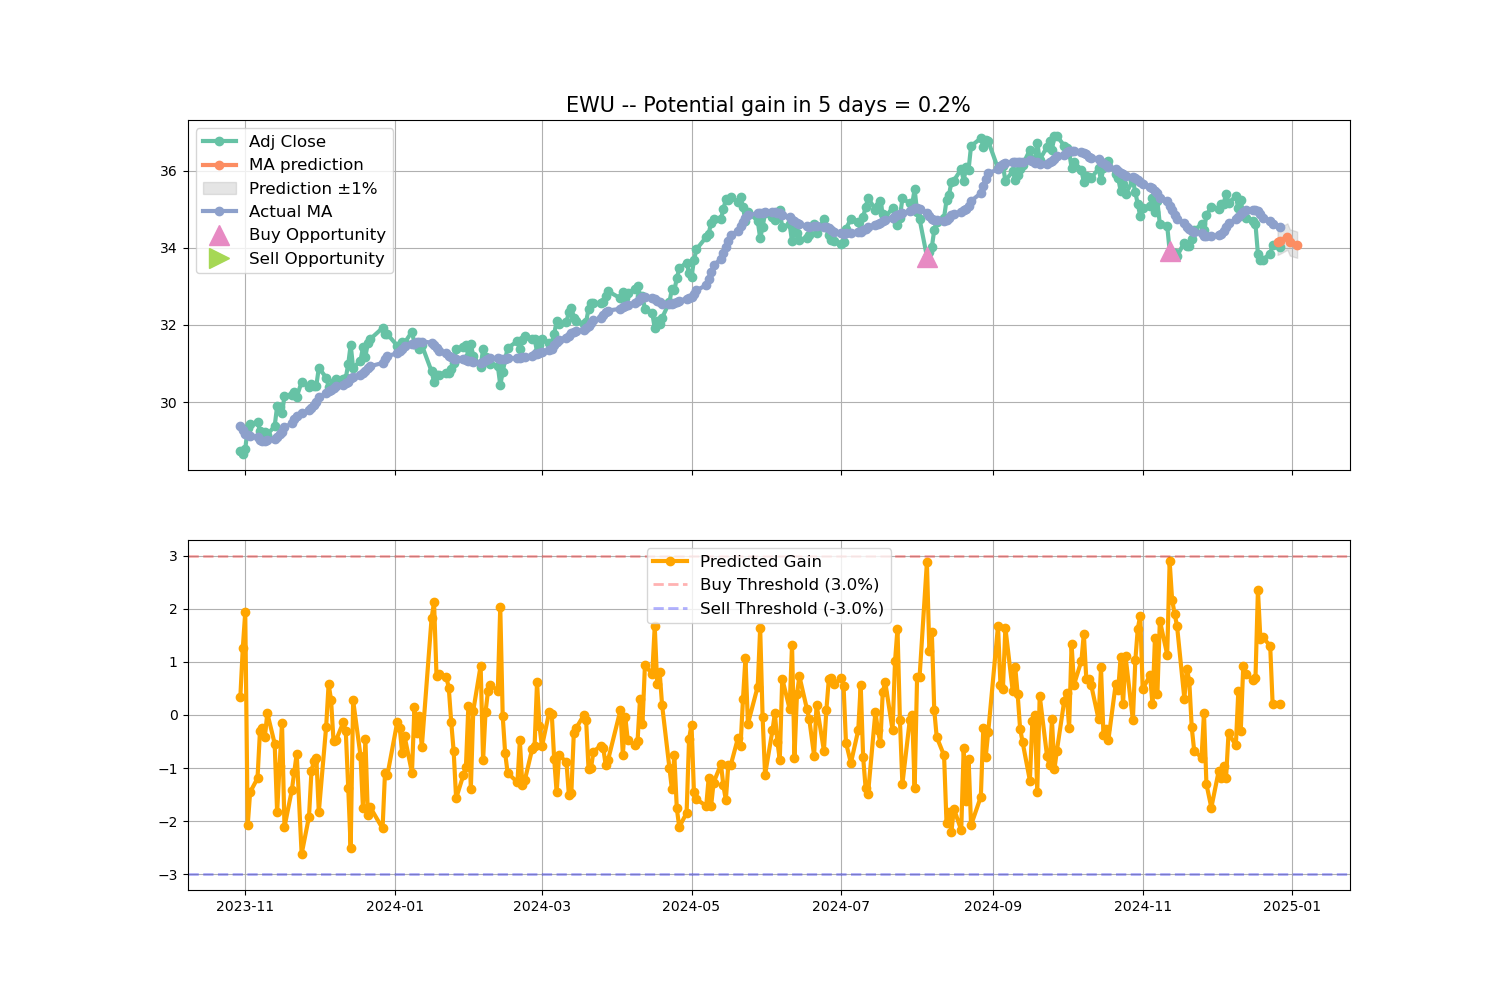 EWU -- Potential gain in 5 days = 0.2%
Adj Close
MA prediction
Prediction ±1%
Actual MA
Buy Opportunity
Sell Opportunity
36
34
32
30
Predicted Gain
Buy Threshold (3.0%)
Sell Threshold (-3.0%)
3
2
1
0
−1
−2
−3
2023-11 2024-01 2024-03 2024-05 2024-07 2024-09 2024-11 2025-01